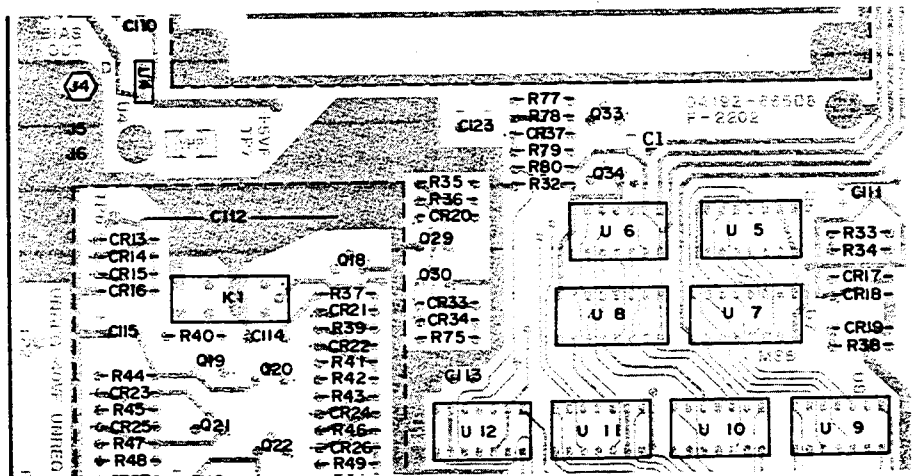 C110
BIAS
OUT
J4
J5
J6
+5VF
TP7
C123
R77
R78
CR37
R79
R80
R32
Q33
Q34
C1
04192-66508
A-2202
C111
R35
R36
CR20
Q29
Q30
CR33
CR34
R75
C113
U 6
U 5
U 8
U 7
R33
R34
CR17
CR18
CR19
R38
C112
CR13
CR14
CR15
CR16
K1
Q18
C115
R40
C114
R37
CR21
R39
CR22
R41
R42
R43
CR24
R46
CR26
R49
Q19
Q20
R44
CR23
R45
CR25
R47
R48
Q21
Q22
U 12
U 11
U 10
U 9